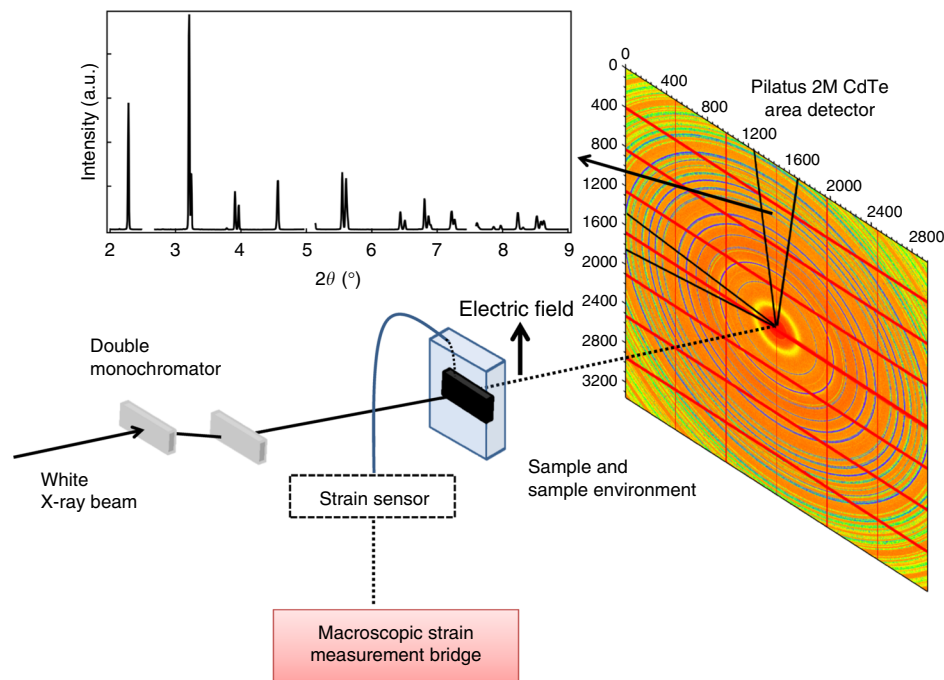 Intensity (a.u.)
2 3 4 5 6 7 8 9
2θ (°)
Pilatus 2M CdTe
area detector
0 400 800 1200 1600 2000 2400 2800
0
400
800
1200
1600
2000
2400
2800
3200
Electric field
Double
monochromator
White
X-ray beam
Strain sensor
Sample and
sample environment
Macroscopic strain
measurement bridge